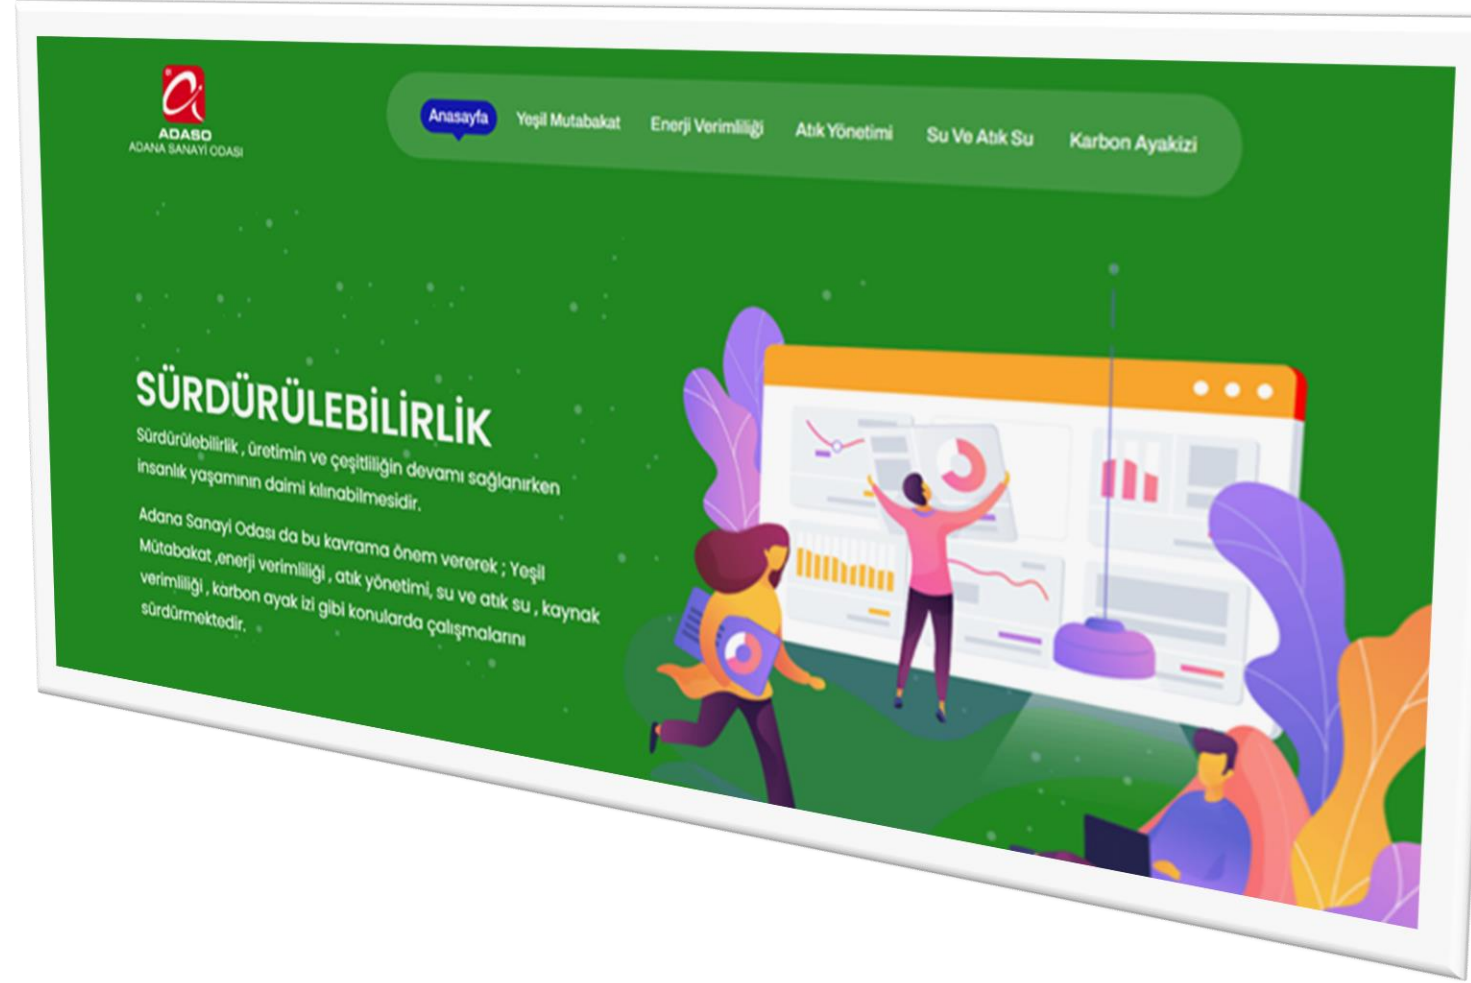 ADASO
ADANA SANAYİ ODASI
Anasayfa
Yeşil Mutabakat
Enerji Verimliliği
Atık Yönetimi
Su Ve Atık Su
Karbon Ayakizi
SÜRDÜRÜLEBİLİRLİK
Sürdürülebilirlik , üretimin ve çeşitliliğin devamı sağlanırken
insanlık yaşamının daimi kılınabilmesidir.
Adana Sanayi Odası da bu kavrama önem vererek ; Yeşil
Mütabakat ,enerji verimliliği , atık yönetimi, su ve atık su , kaynak
verimliliği , karbon ayak izi gibi konularda çalışmalarını
sürdürmektedir.